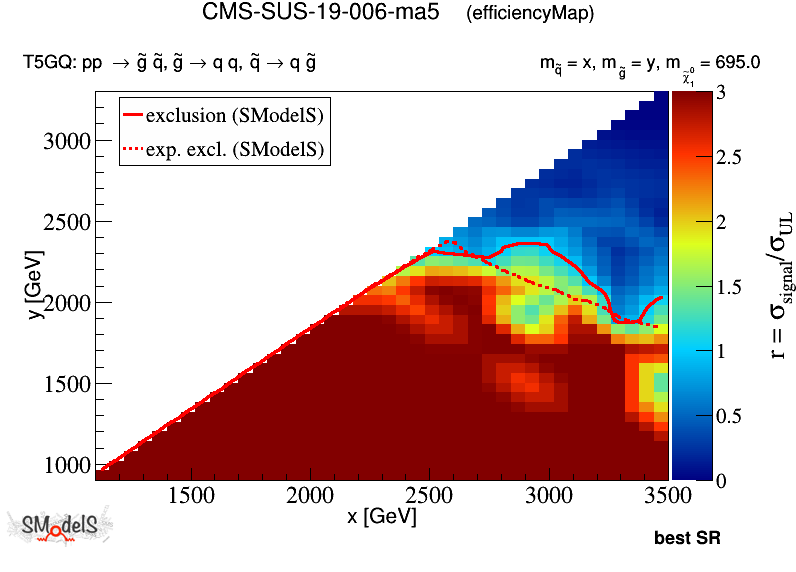 CMS-SUS-19-006-ma5 (efficiencyMap)
T5GQ: pp → g̃ q̃, g̃ → q q, q̃ → q g̃
m_q̃ = x, m_g̃ = y, m_χ̃₁⁰ = 695.0
exclusion (SModelS)
exp. excl. (SModelS)
3000
2500
2000
1500
1000
y [GeV]
1500 2000 2500 3000 3500
x [GeV]
3
2.5
2
1.5
1
0.5
0
r = σ_signal/σ_UL
SModelS
best SR